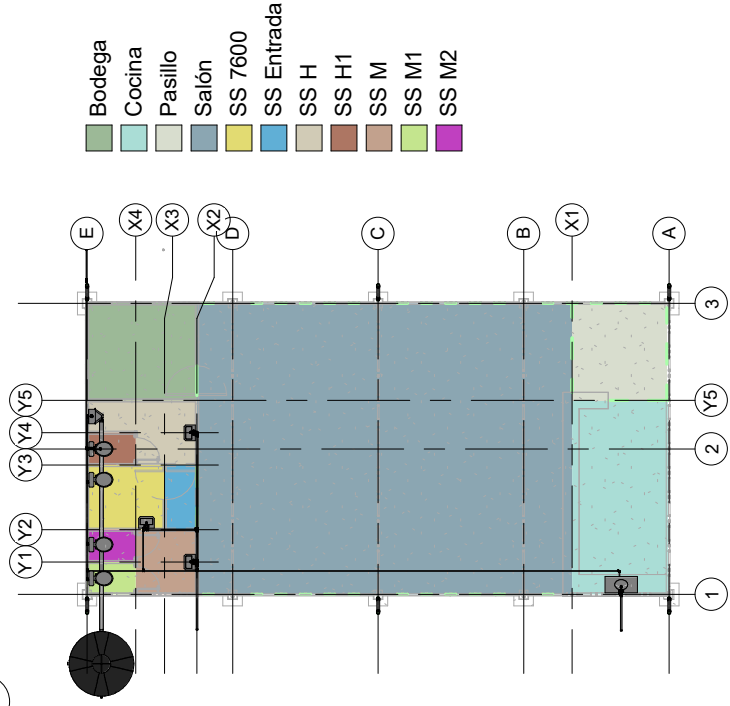 Bodega
Cocina
Pasillo
Salón
SS 7600
SS Entrada
SS H
SS H1
SS M
SS M1
SS M2
E
X4
X3
X2
D
C
B
X1
A
Y5
Y4
Y3
Y2
Y1
3
Y5
2
1